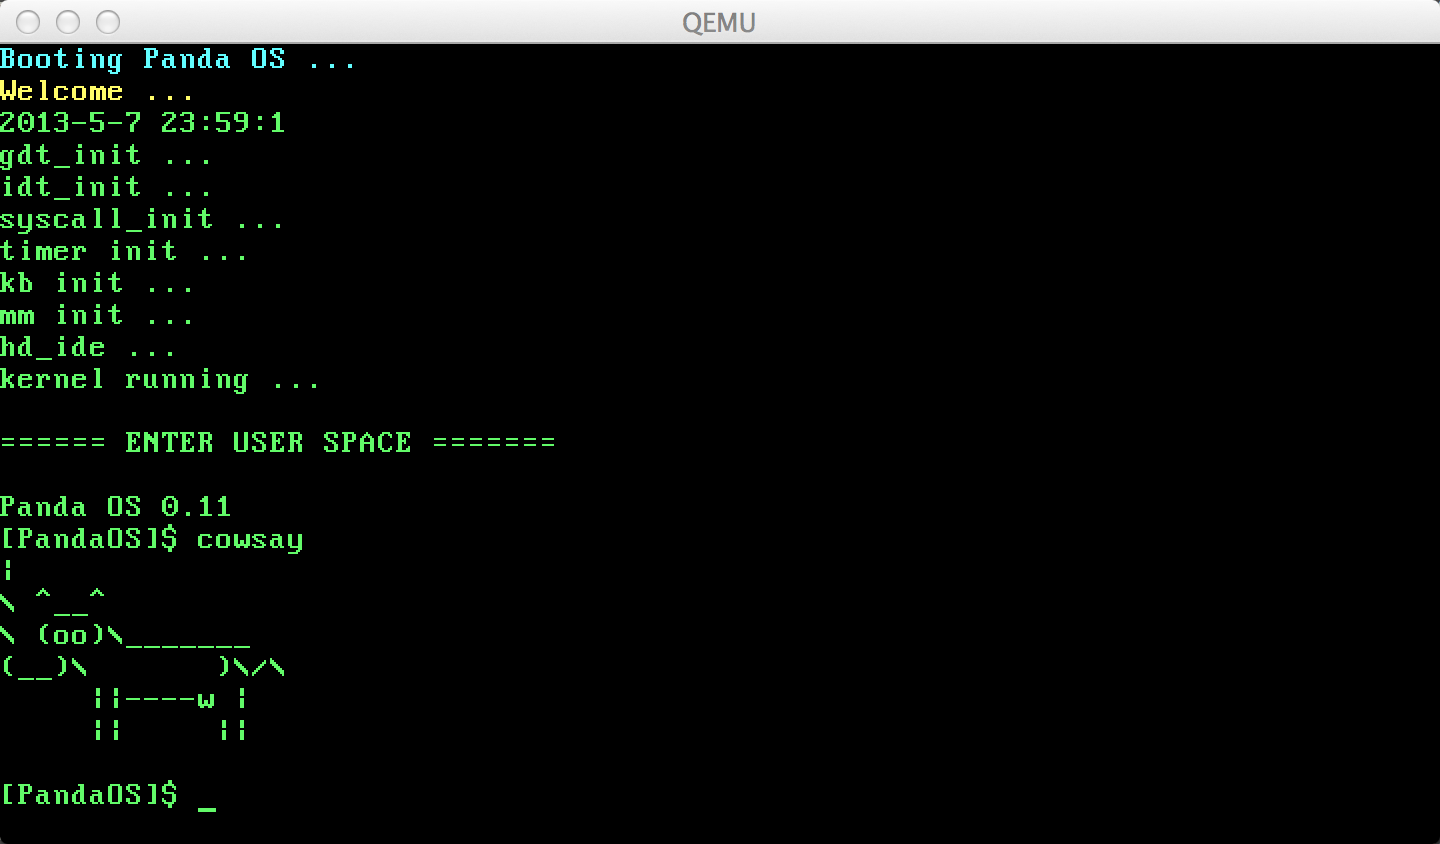 QEMU
Booting Panda OS ...
Welcome ...
2013-5-7 23:59:1
gdt_init ...
idt_init ...
syscall_init ...
timer init ...
kb init ...
mm init ...
hd_ide ...
kernel running ...
====== ENTER USER SPACE =======
Panda OS 0.11
[PandaOS]$ cowsay
|
\ ^__^
\ (oo)\_______
(__)\       )\/\
     ||----w |
     ||     ||
[PandaOS]$ _